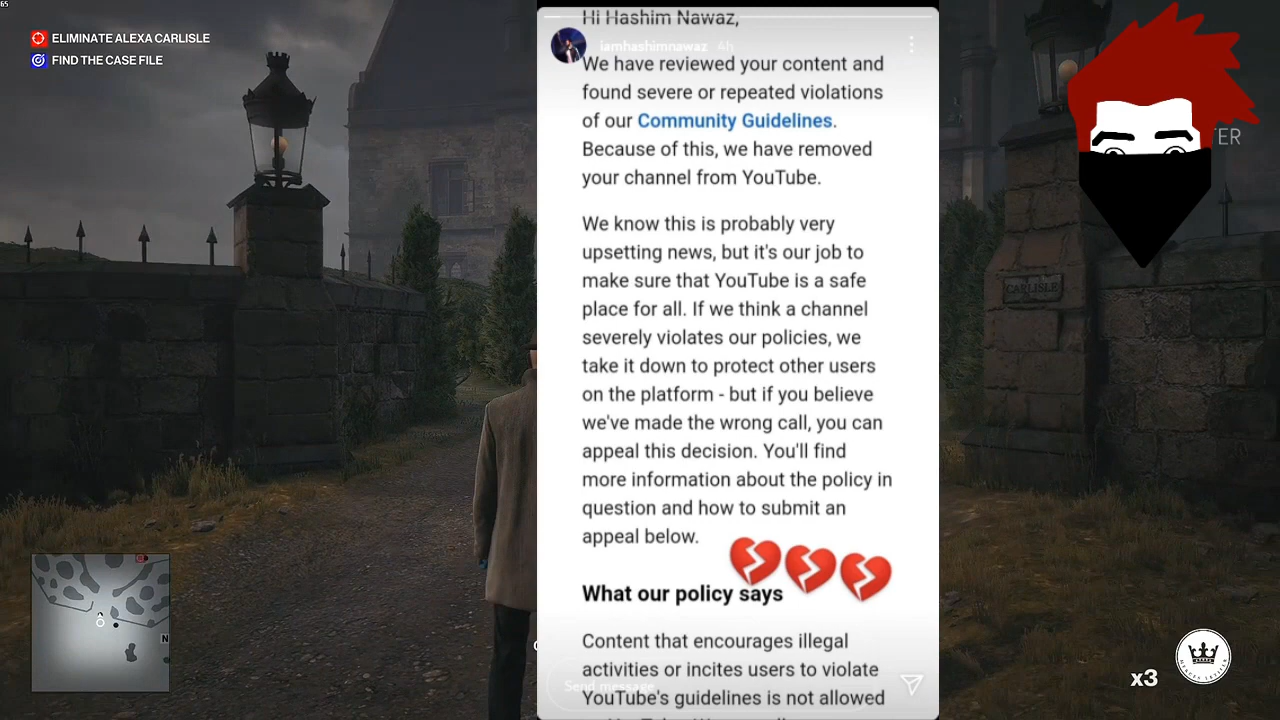 65
ELIMINATE ALEXA CARLISLE
FIND THE CASE FILE
Hi Hashim Nawaz,
iamhashimnawaz 4h
We have reviewed your content and
found severe or repeated violations
of our Community Guidelines.
Because of this, we have removed
your channel from YouTube.
We know this is probably very
upsetting news, but it's our job to
make sure that YouTube is a safe
place for all. If we think a channel
severely violates our policies, we
take it down to protect other users
on the platform - but if you believe
we've made the wrong call, you can
appeal this decision. You'll find
more information about the policy in
question and how to submit an
appeal below.
What our policy says
Content that encourages illegal
activities or incites users to violate
YouTube's guidelines is not allowed
Send message
TER
CARLISLE
N
x3